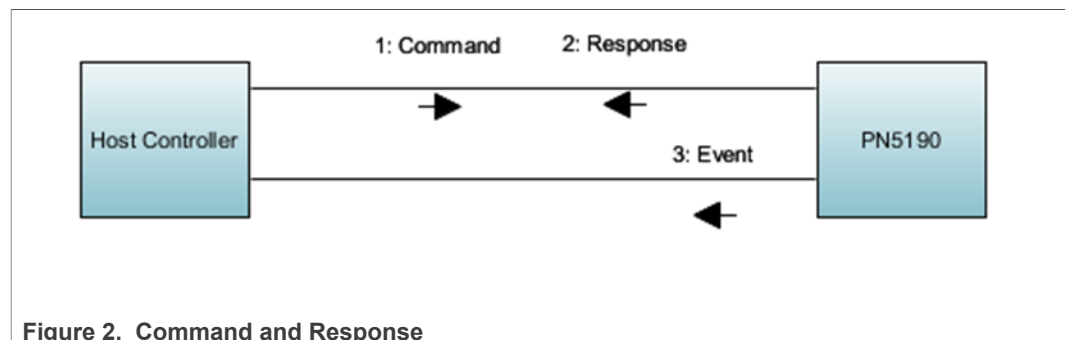 1: Command 2: Response
Host Controller
PN5190
3: Event
Figure 2. Command and Response